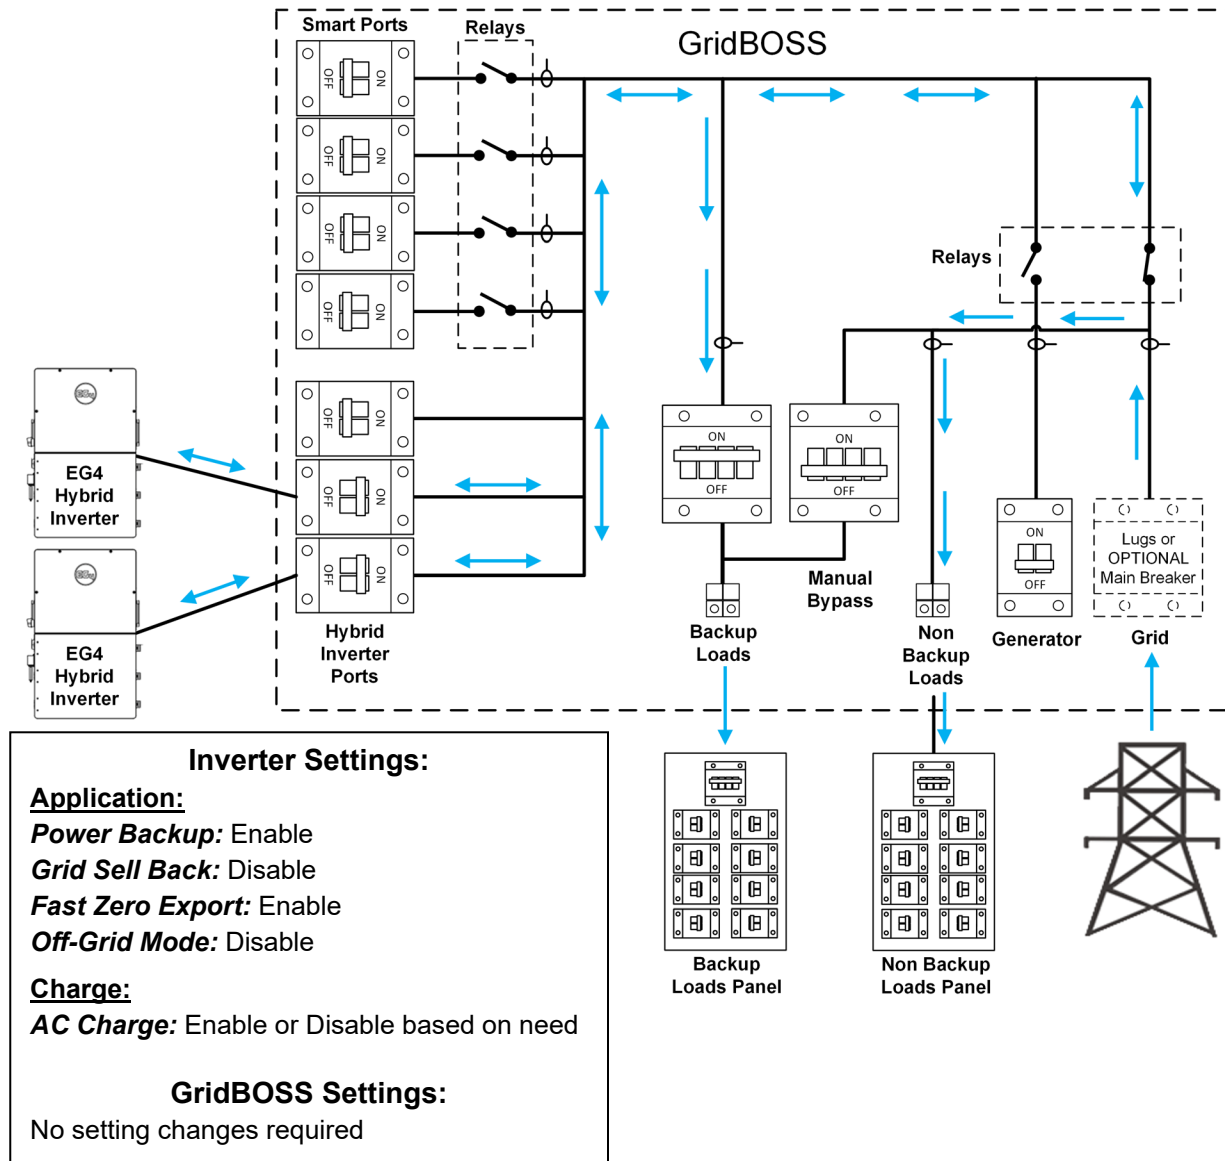 Smart Ports
Relays
GridBOSS
ON
OFF
ON
OFF
ON
OFF
ON
OFF
Relays
ON
OFF
ON
OFF
ON
OFF
EG4
Hybrid
Inverter
EG4
Hybrid
Inverter
Hybrid
Inverter
Ports
ON
OFF
ON
OFF
ON
OFF
Lugs or
OPTIONAL
Main Breaker
Backup
Loads
Manual
Bypass
Non
Backup
Loads
Generator
Grid
Backup
Loads Panel
Non Backup
Loads Panel
Inverter Settings:
Application:
Power Backup: Enable
Grid Sell Back: Disable
Fast Zero Export: Enable
Off-Grid Mode: Disable
Charge:
AC Charge: Enable or Disable based on need
GridBOSS Settings:
No setting changes required